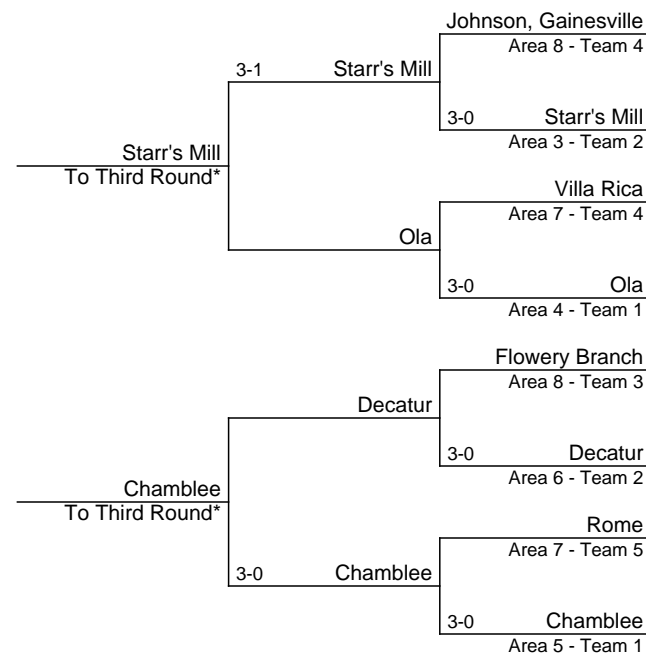 Johnson, Gainesville
Area 8 - Team 4
3-1 Starr's Mill
3-0 Starr's Mill
Area 3 - Team 2
Starr's Mill
To Third Round*
Villa Rica
Area 7 - Team 4
Ola
3-0 Ola
Area 4 - Team 1
Flowery Branch
Area 8 - Team 3
Decatur
3-0 Decatur
Area 6 - Team 2
Chamblee
To Third Round*
Rome
Area 7 - Team 5
3-0 Chamblee
3-0 Chamblee
Area 5 - Team 1